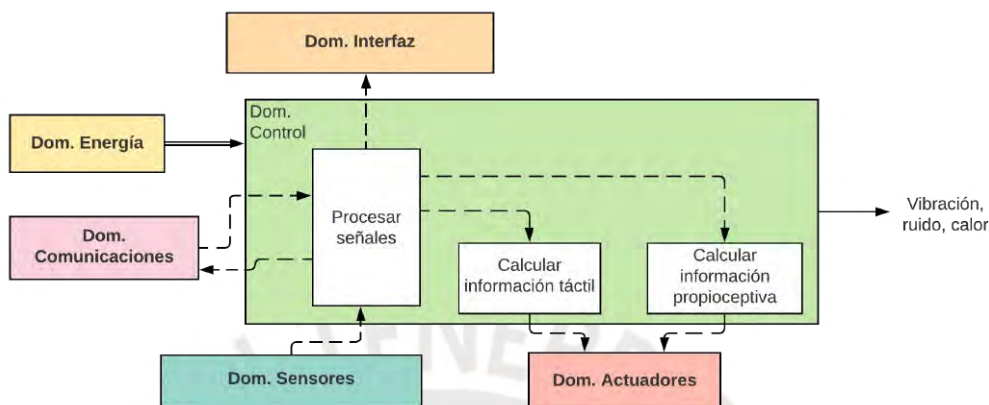 Dom. Interfaz
Dom.
Control
Dom. Energía
Procesar
señales
Vibración,
ruido, calor
Dom.
Comunicaciones
Calcular
información táctil
Calcular
información
propioceptiva
Dom. Sensores
Dom. Actuadores